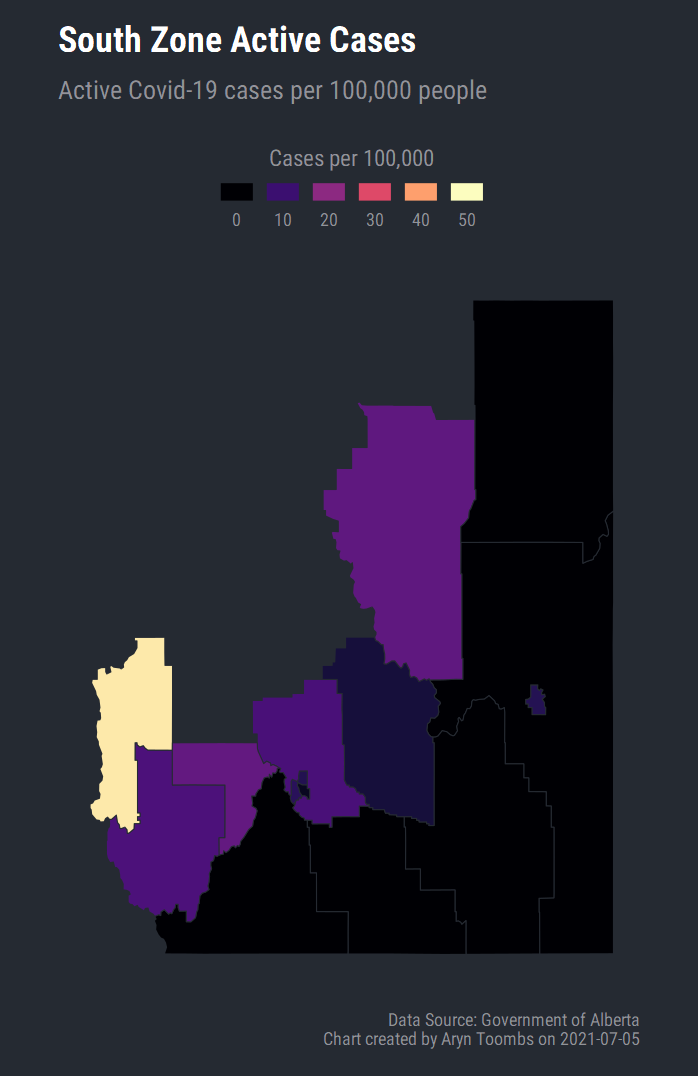 South Zone Active Cases
Active Covid-19 cases per 100,000 people
Cases per 100,000
0 10 20 30 40 50
Data Source: Government of Alberta
Chart created by Aryn Toombs on 2021-07-05